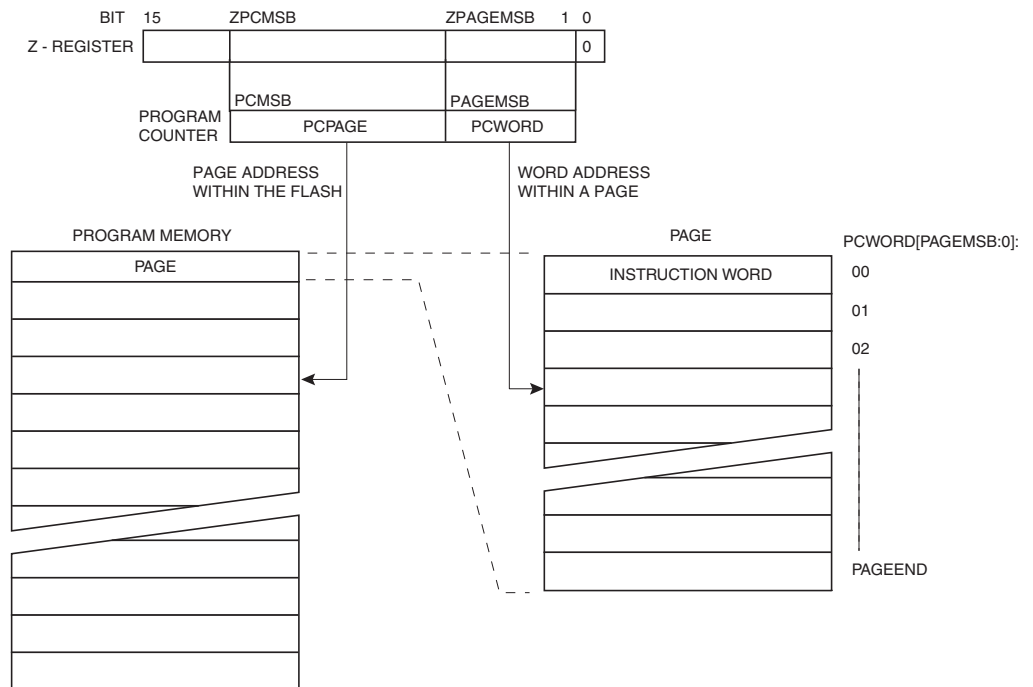 BIT 15 ZPCMSB ZPAGEMSB 1 0
Z - REGISTER 0
PCMSB PAGEMSB
PROGRAM
COUNTER
PCPAGE PCWORD
PAGE ADDRESS
WITHIN THE FLASH
WORD ADDRESS
WITHIN A PAGE
PROGRAM MEMORY
PAGE
PAGE
PCWORD[PAGEMSB:0]:
INSTRUCTION WORD
00
01
02
PAGEEND